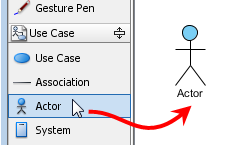 Gesture Pen
Use Case
Use Case
Association
Actor
System
Actor